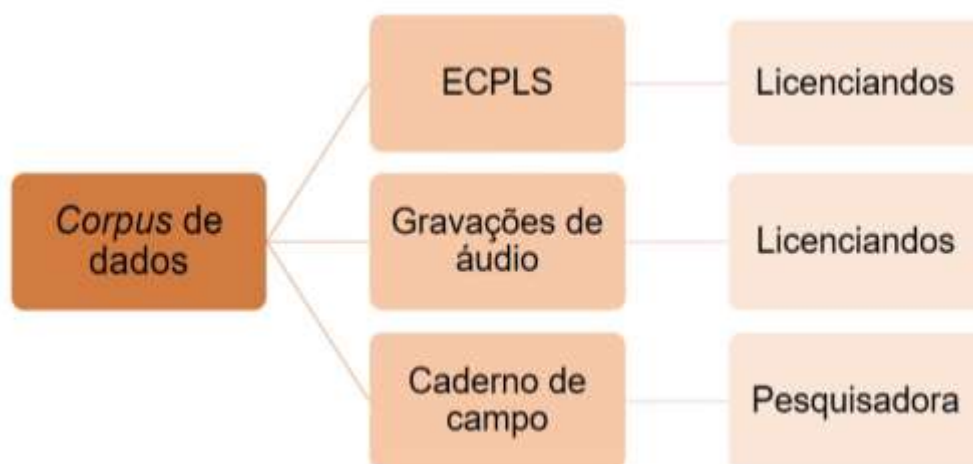 ECPLS
Licenciandos
Corpus de
dados
Gravações de
áudio
Licenciandos
Caderno de
campo
Pesquisadora